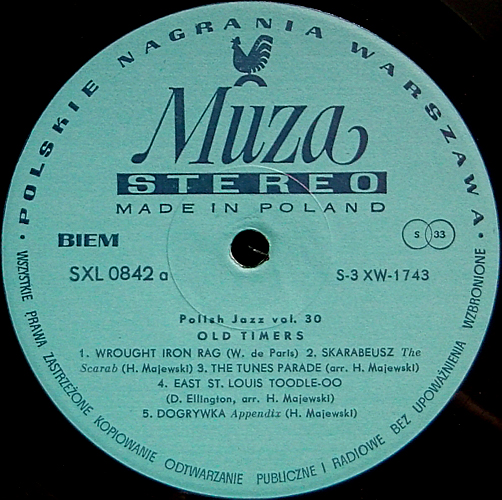 • POLSKIE NAGRANIA WARSZAWA •
Muza
STEREO
MADE IN POLAND
BIEM
S 33
SXL 0842 a
S-3 XW-1743
Polish Jazz vol. 30
OLD TIMERS
1. WROUGHT IRON RAG (W. de Paris) 2. SKARABEUSZ The
Scarab (H. Majewski) 3. THE TUNES PARADE (arr. H. Majewski)
4. EAST ST. LOUIS TOODLE-OO
(D. Ellington, arr. H. Majewski)
5. DOGRYWKA Appendix (H. Majewski)
WSZYSTKIE PRAWA ZASTRZEŻONE KOPIOWANIE ODTWARZANIE PUBLICZNE I RADIOWE BEZ UPOWAŻNIENIA WZBRONIONE